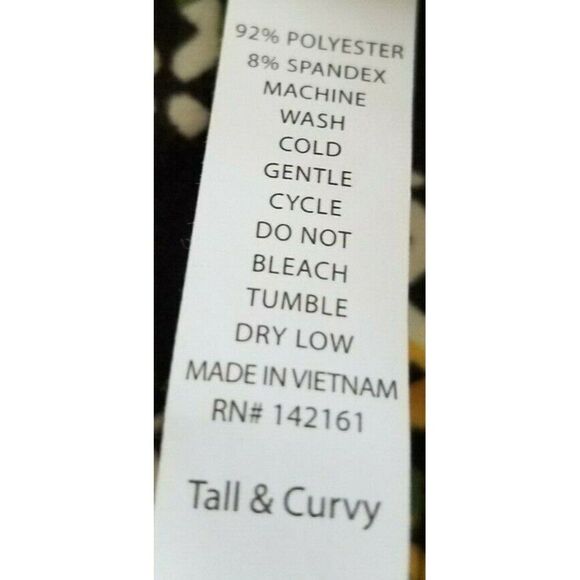 92% POLYESTER
8% SPANDEX
MACHINE
WASH
COLD
GENTLE
CYCLE
DO NOT
BLEACH
TUMBLE
DRY LOW
MADE IN VIETNAM
RN# 142161
Tall & Curvy